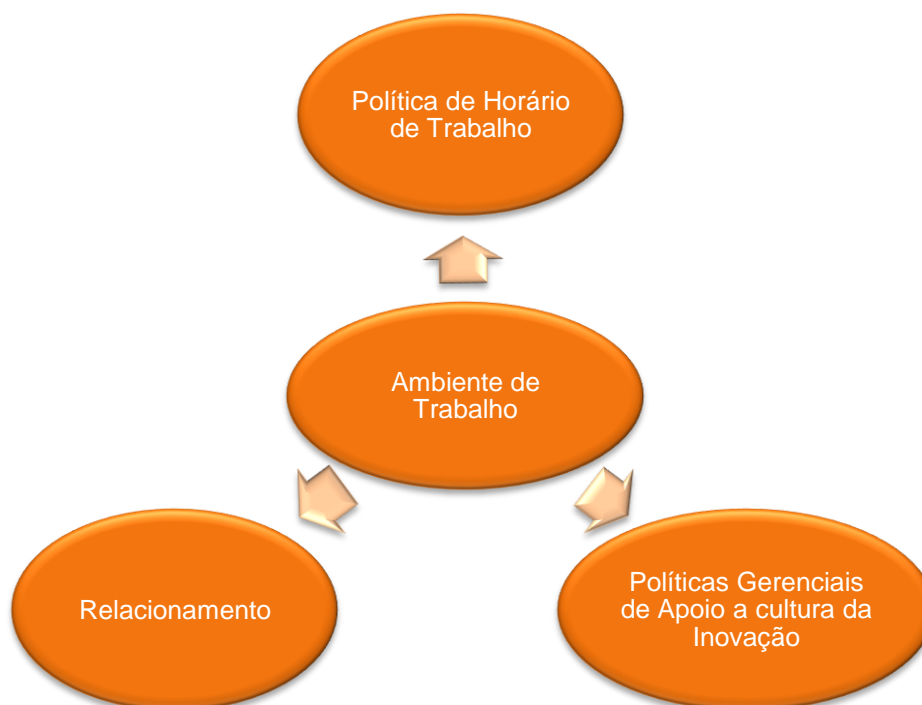 Política de Horário
de Trabalho
Ambiente de
Trabalho
Relacionamento
Políticas Gerenciais
de Apoio a cultura da
Inovação